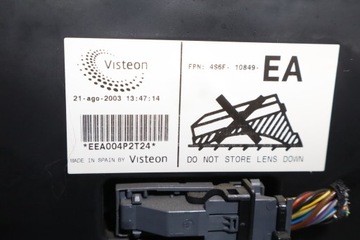 Visteon
21-ago-2003 13:47:14
*EEA004P2T24*
MADE IN SPAIN BY Visteon
FPN: 4S6F- 10849- EA
DO NOT STORE LENS DOWN